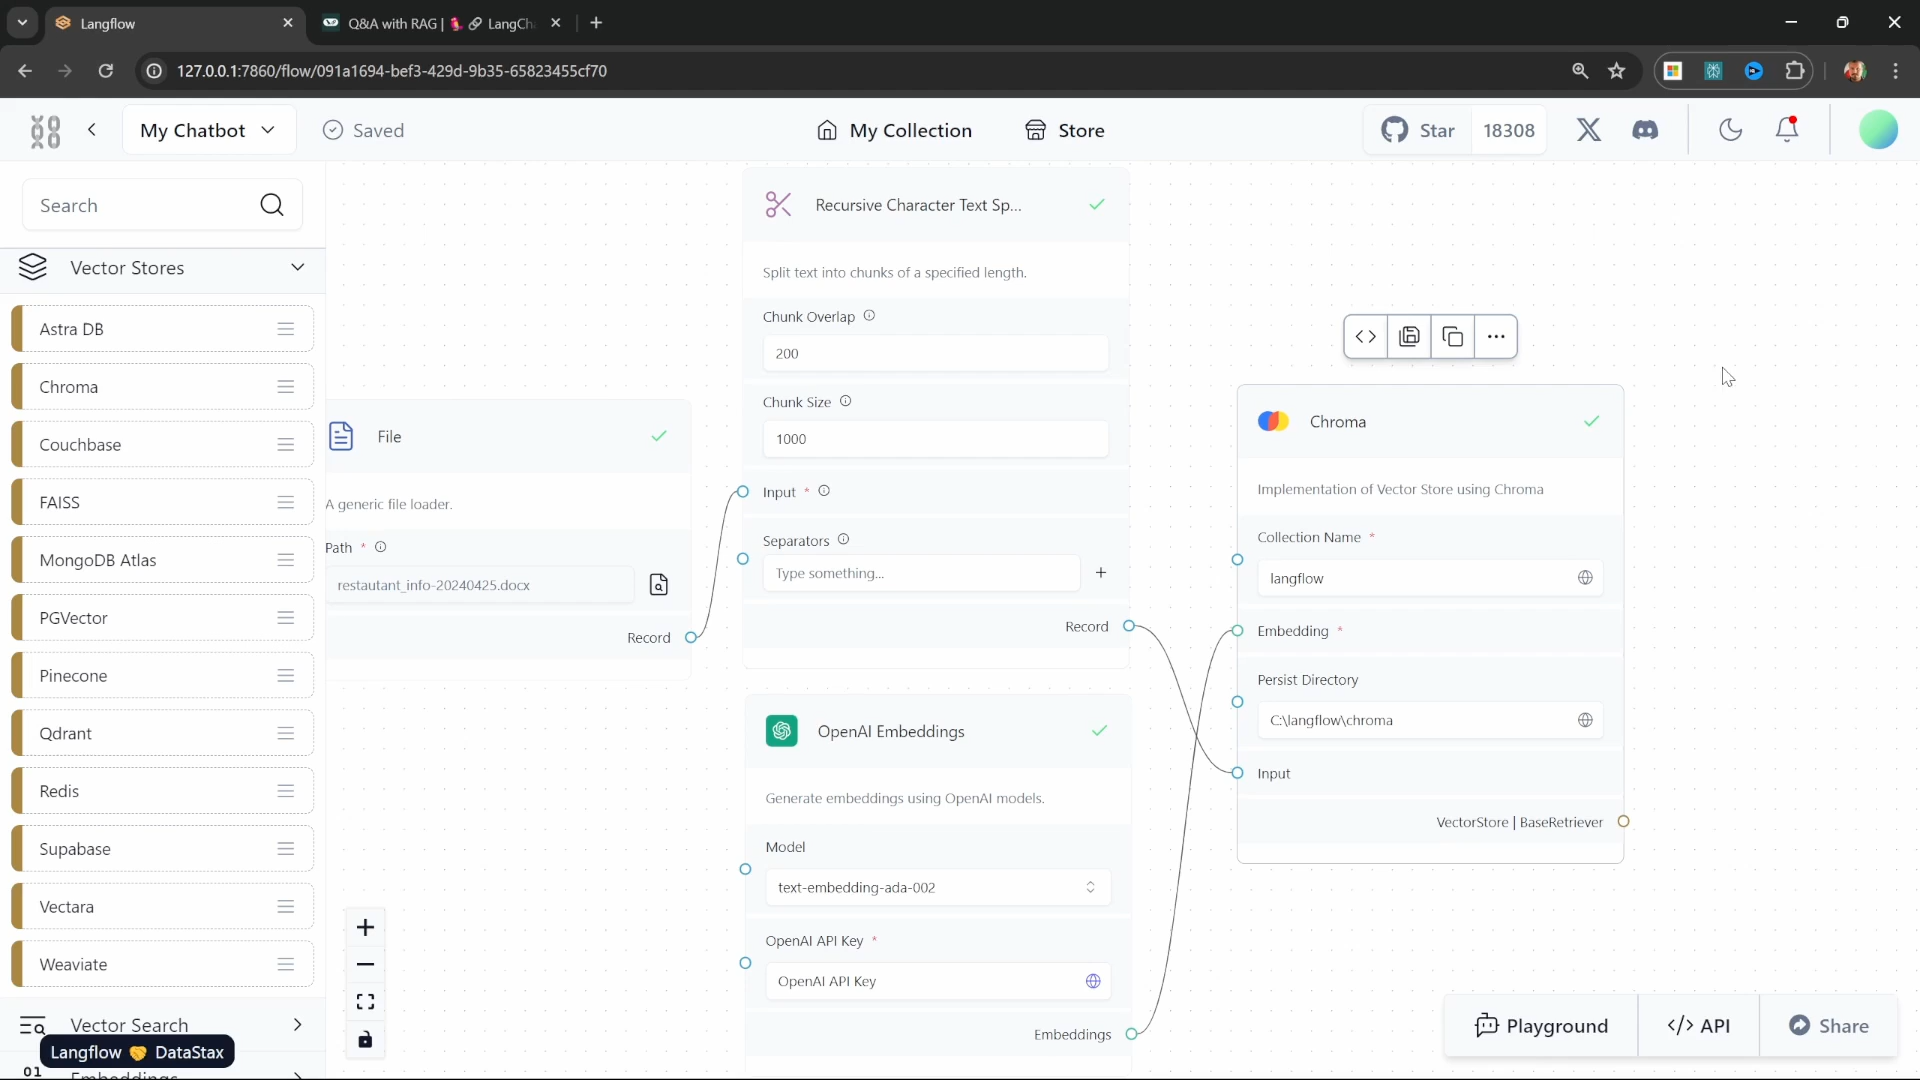 Langflow
Q&A with RAG | 🦜️🔗 LangCh
127.0.0.1:7860/flow/091a1694-bef3-429d-9b35-65823455cf70
My Chatbot
Saved
My Collection
Store
Star
18308
Search
Vector Stores
Astra DB
Chroma
Couchbase
FAISS
MongoDB Atlas
PGVector
Pinecone
Qdrant
Redis
Supabase
Vectara
Weaviate
Vector Search
Langflow 🤝 DataStax
01
Embeddings
File
A generic file loader.
Path *
restautant_info-20240425.docx
Record
Recursive Character Text Sp...
Split text into chunks of a specified length.
Chunk Overlap
200
Chunk Size
1000
Input *
Separators
Type something...
Record
OpenAI Embeddings
Generate embeddings using OpenAI models.
Model
text-embedding-ada-002
OpenAI API Key *
OpenAI API Key
Embeddings
Chroma
Implementation of Vector Store using Chroma
Collection Name *
langflow
Embedding *
Persist Directory
C:\langflow\chroma
Input
VectorStore | BaseRetriever
Playground
</> API
Share